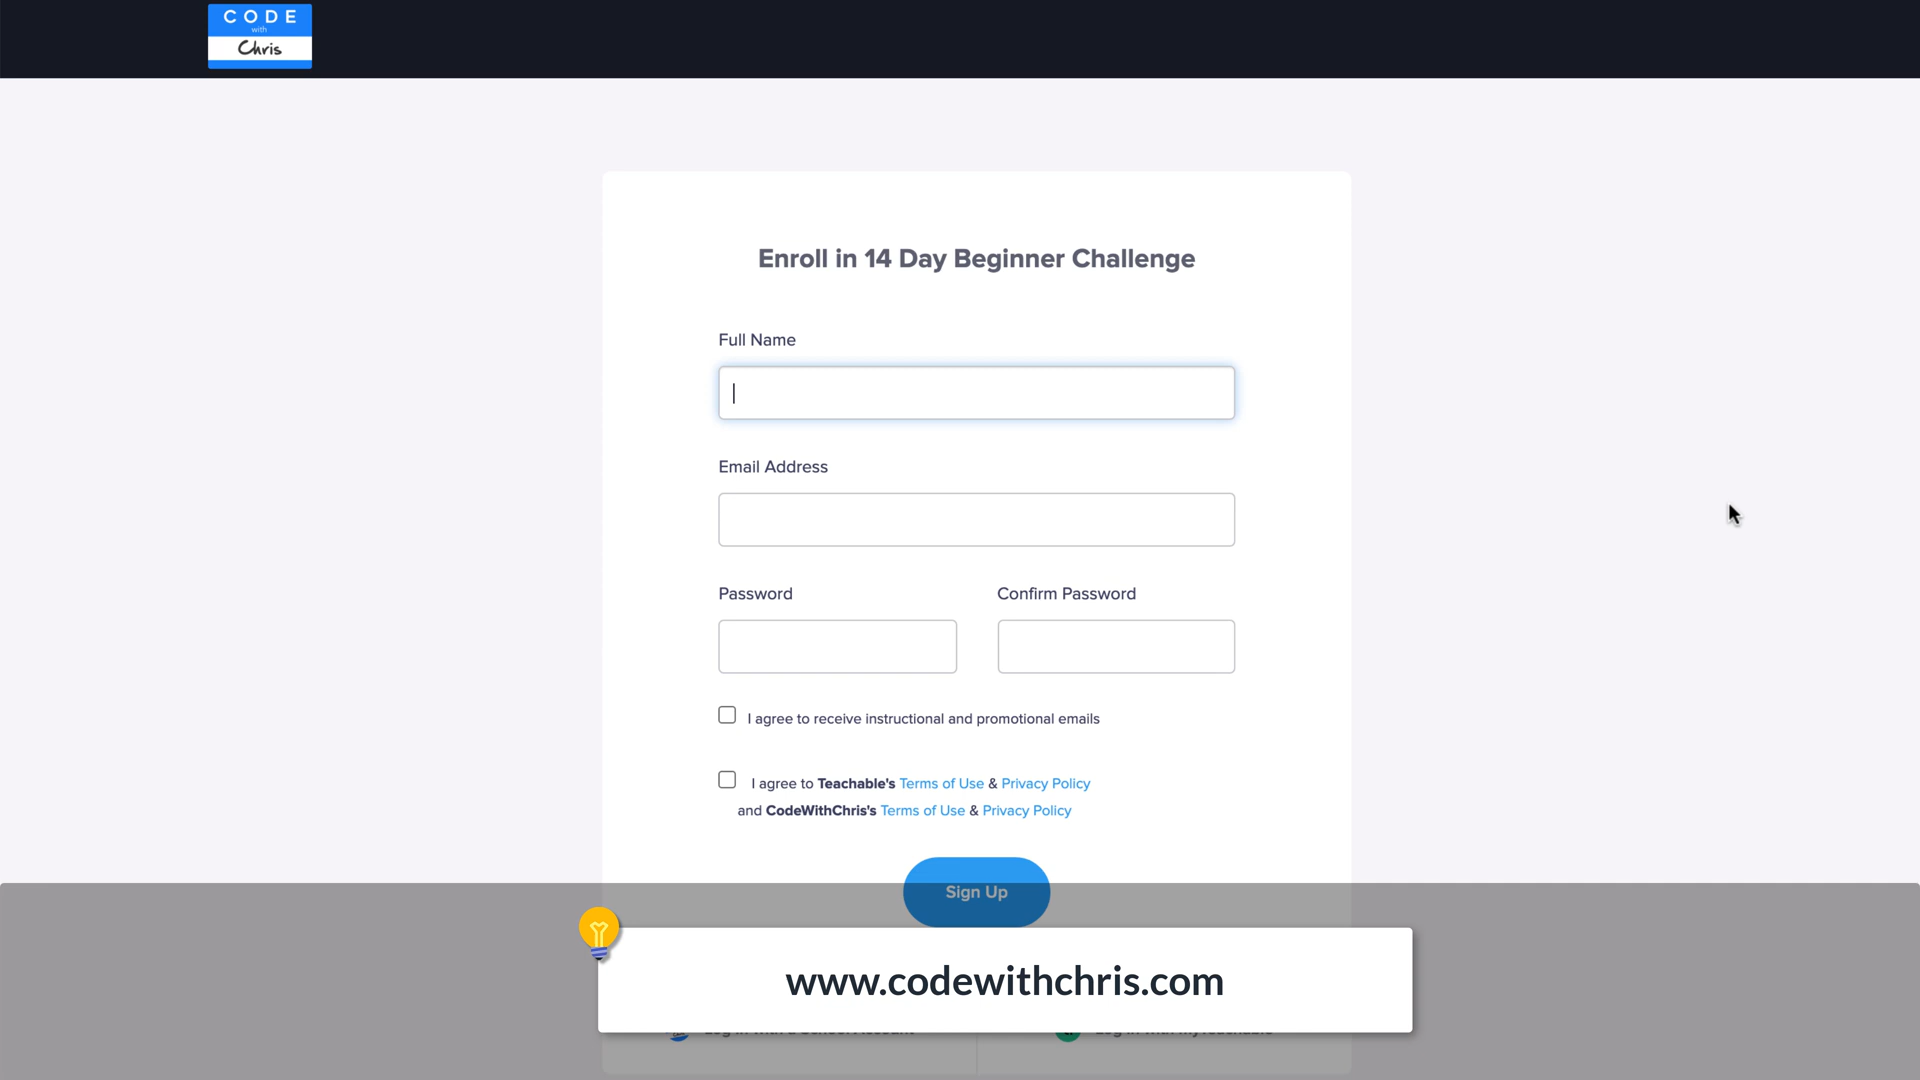 CODE
with
Chris
Enroll in 14 Day Beginner Challenge
Full Name
Email Address
Password Confirm Password
I agree to receive instructional and promotional emails
I agree to Teachable's Terms of Use & Privacy Policy
and CodeWithChris's Terms of Use & Privacy Policy
Sign Up
www.codewithchris.com